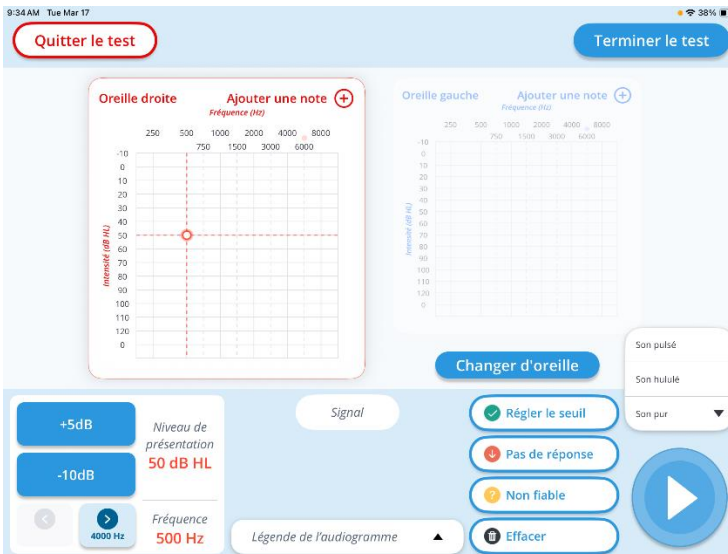 9:34 AM Tue Mar 17
38%
Quitter le test
Terminer le test
Oreille droite
Ajouter une note
Fréquence (Hz)
250 500 1000 2000 4000 8000
750 1500 3000 6000
-10
0
10
20
30
40
50
60
70
80
90
100
110
120
0
Intensité (dB HL)
Oreille gauche
Ajouter une note
Fréquence (Hz)
250 500 1000 2000 4000 8000
750 1500 3000 6000
-10
0
10
20
30
40
50
60
70
80
90
100
110
120
0
Intensité (dB HL)
Changer d'oreille
Son pulsé
Son hululé
Son pur
+5dB
-10dB
4000 Hz
Niveau de
présentation
50 dB HL
Fréquence
500 Hz
Signal
Légende de l'audiogramme
Régler le seuil
Pas de réponse
Non fiable
Effacer